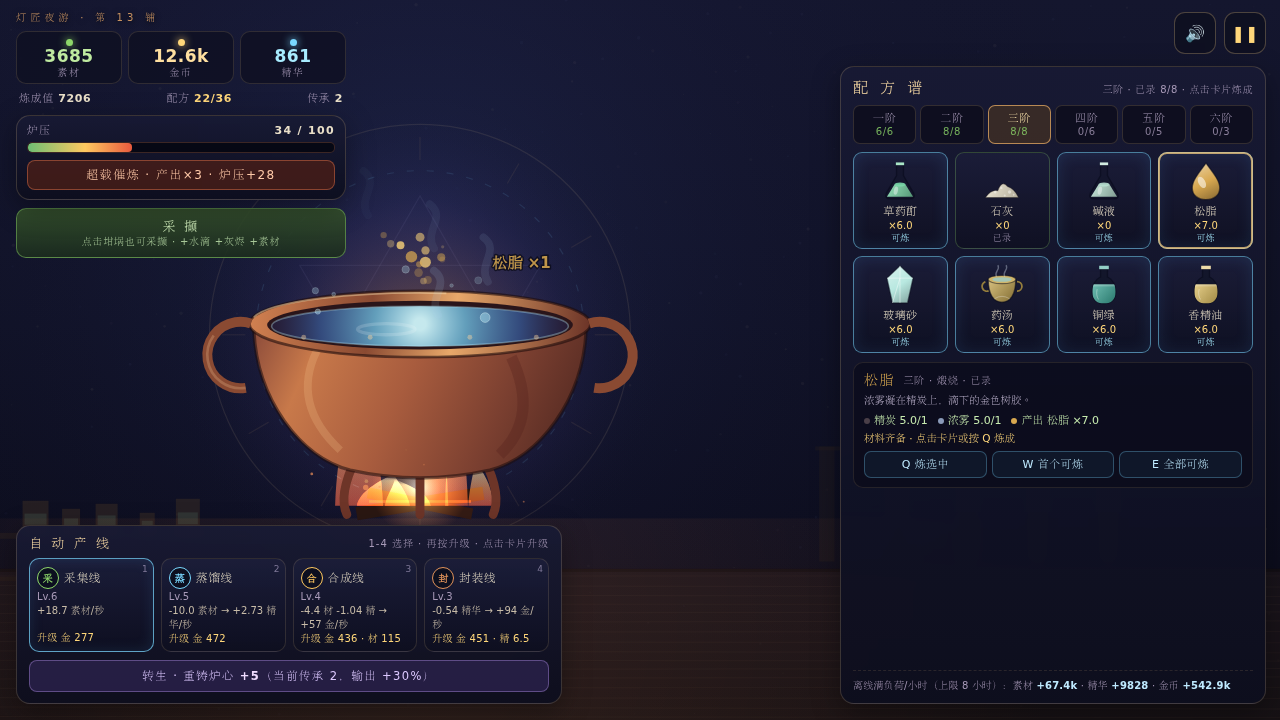 灯匠夜游 · 第 13 铺
3685
素材
12.6k
金币
861
精华
炼成值 7206
配方 22/36
传承 2
炉压
34 / 100
超载催炼 · 产出×3 · 炉压+28
采 撷
点击坩埚也可采撷 · +水滴 +灰烬 +素材
松脂 ×1
🔊
❚❚
配 方 谱
三阶 · 已录 8/8 · 点击卡片炼成
一阶
6/6
二阶
8/8
三阶
8/8
四阶
0/6
五阶
0/5
六阶
0/3
草药酊
×6.0
可炼
石灰
×0
已录
碱液
×0
可炼
松脂
×7.0
可炼
玻璃砂
×6.0
可炼
药汤
×6.0
可炼
铜绿
×6.0
可炼
香精油
×6.0
可炼
松脂 三阶 · 煅烧 · 已录
浓雾凝在精炭上，滴下的金色树胶。
精炭 5.0/1 浓雾 5.0/1 产出 松脂 ×7.0
材料齐备 · 点击卡片或按 Q 炼成
Q 炼选中
W 首个可炼
E 全部可炼
离线满负荷/小时（上限 8 小时）：素材 +67.4k · 精华 +9828 · 金币 +542.9k
自 动 产 线
1-4 选择 · 再按升级 · 点击卡片升级
采 采集线 1
Lv.6
+18.7 素材/秒
升级 金 277
蒸 蒸馏线 2
Lv.5
-10.0 素材 → +2.73 精
华/秒
升级 金 472
合 合成线 3
Lv.4
-4.4 材 -1.04 精 →
+57 金/秒
升级 金 436 · 材 115
封 封装线 4
Lv.3
-0.54 精华 → +94 金/
秒
升级 金 451 · 精 6.5
转生 · 重铸炉心 +5（当前传承 2，输出 +30%）